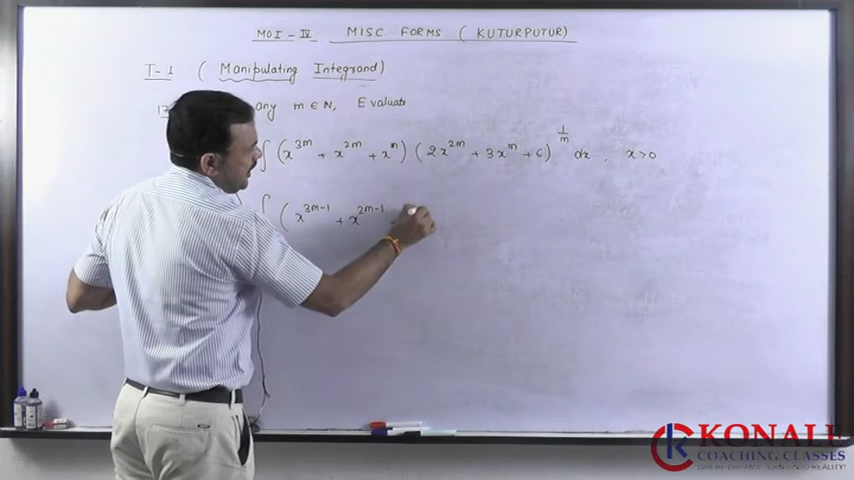 MOI - IV MISC FORMS ( KUTURPUTUR )
T-1 ( Manipulating Integrand )
any m ∈ N, Evaluate
∫ (x^{3m} + x^{2m} + x^{m}) (2x^{2m} + 3x^{m} + 6)^{1/m} dx, x>0
∫ (x^{3m-1} + x^{2m-1}
KONALE
COACHING CLASSES